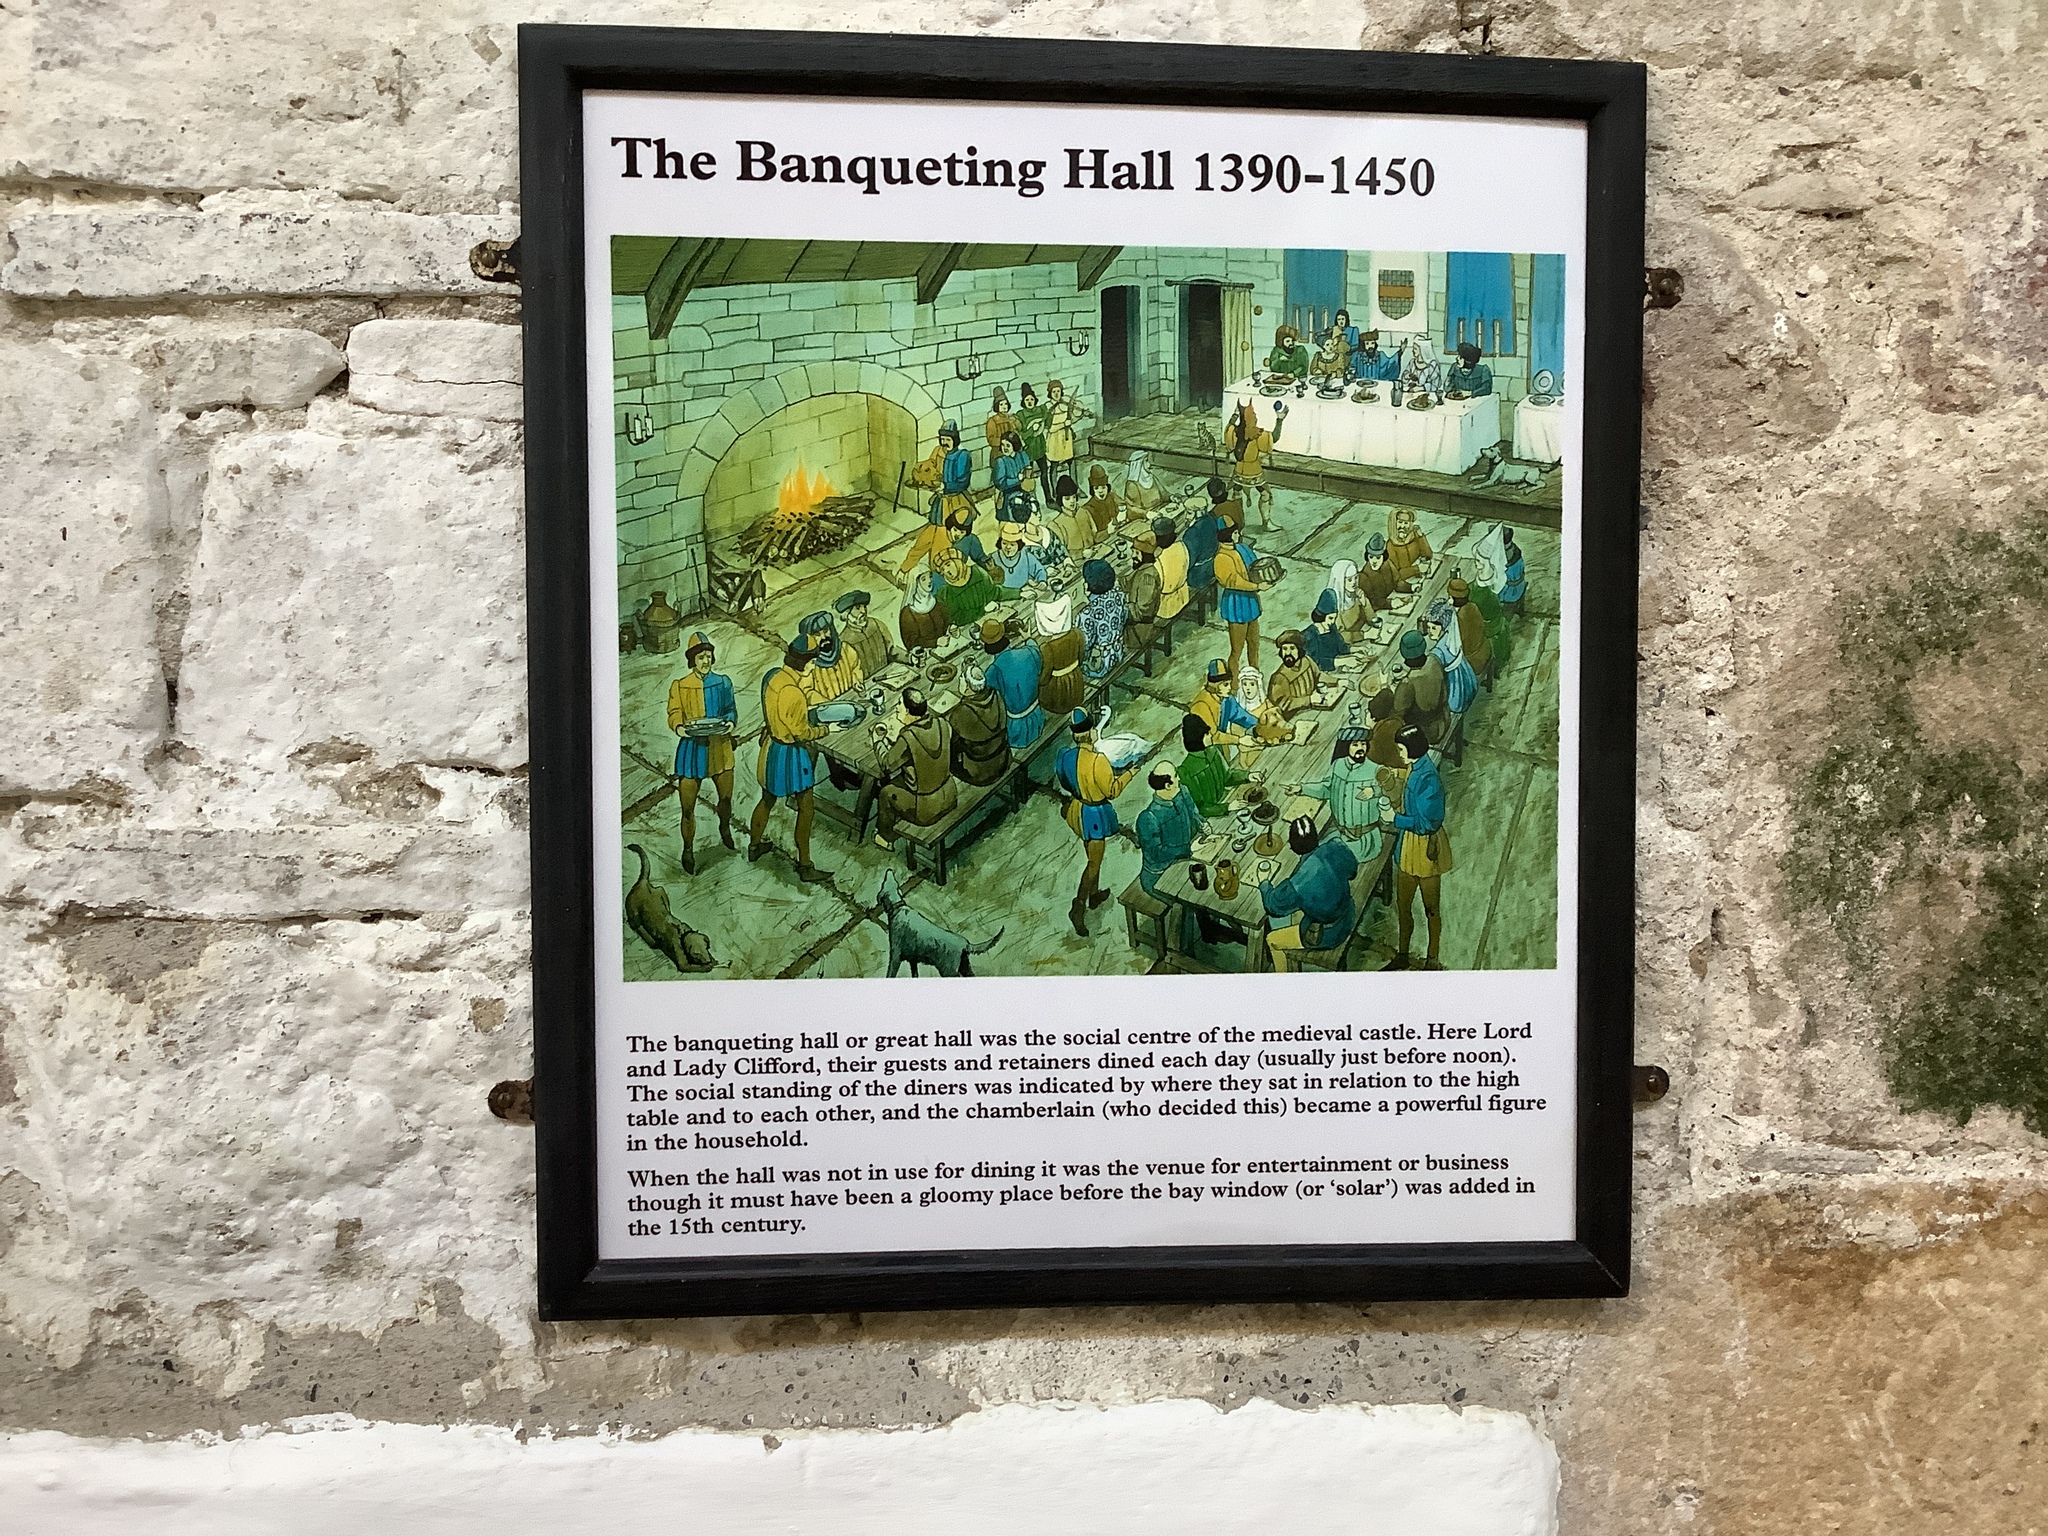 The Banqueting Hall 1390-1450
The banqueting hall or great hall was the social centre of the medieval castle. Here Lord
and Lady Clifford, their guests and retainers dined each day (usually just before noon).
The social standing of the diners was indicated by where they sat in relation to the high
table and to each other, and the chamberlain (who decided this) became a powerful figure
in the household.
When the hall was not in use for dining it was the venue for entertainment or business
though it must have been a gloomy place before the bay window (or ‘solar’) was added in
the 15th century.